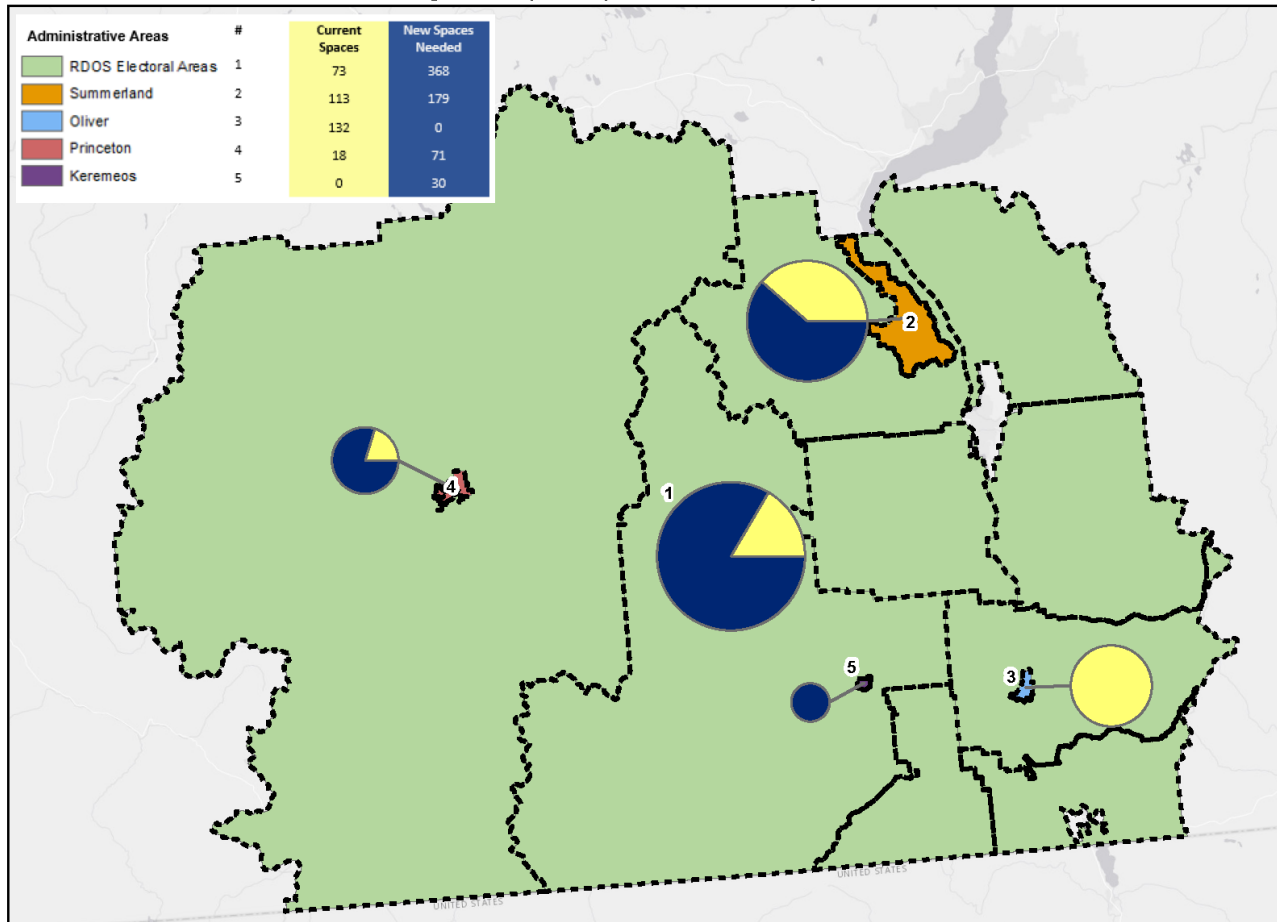 Administrative Areas # Current Spaces New Spaces Needed
RDOS Electoral Areas 1 73 368
Summerland 2 113 179
Oliver 3 132 0
Princeton 4 18 71
Keremeos 5 0 30
2
4
1
5
3
UNITED STATES
UNITED STATES